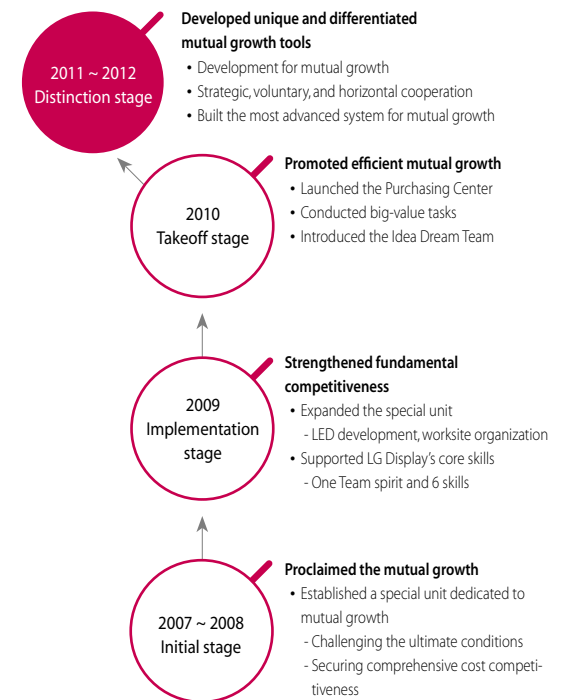 2011 ~ 2012
Distinction stage
Developed unique and differentiated
mutual growth tools
• Development for mutual growth
• Strategic, voluntary, and horizontal cooperation
• Built the most advanced system for mutual growth
2010
Takeoff stage
Promoted efficient mutual growth
• Launched the Purchasing Center
• Conducted big-value tasks
• Introduced the Idea Dream Team
2009
Implementation
stage
Strengthened fundamental
competitiveness
• Expanded the special unit
- LED development, worksite organization
• Supported LG Display's core skills
- One Team spirit and 6 skills
2007 ~ 2008
Initial stage
Proclaimed the mutual growth
• Established a special unit dedicated to
mutual growth
- Challenging the ultimate conditions
- Securing comprehensive cost competi-
tiveness